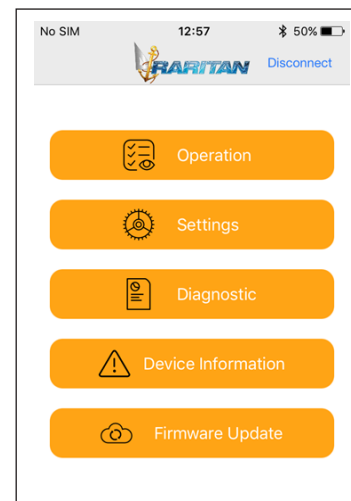 No SIM 12:57 50%
RARITAN Disconnect
Operation
Settings
Diagnostic
Device Information
Firmware Update